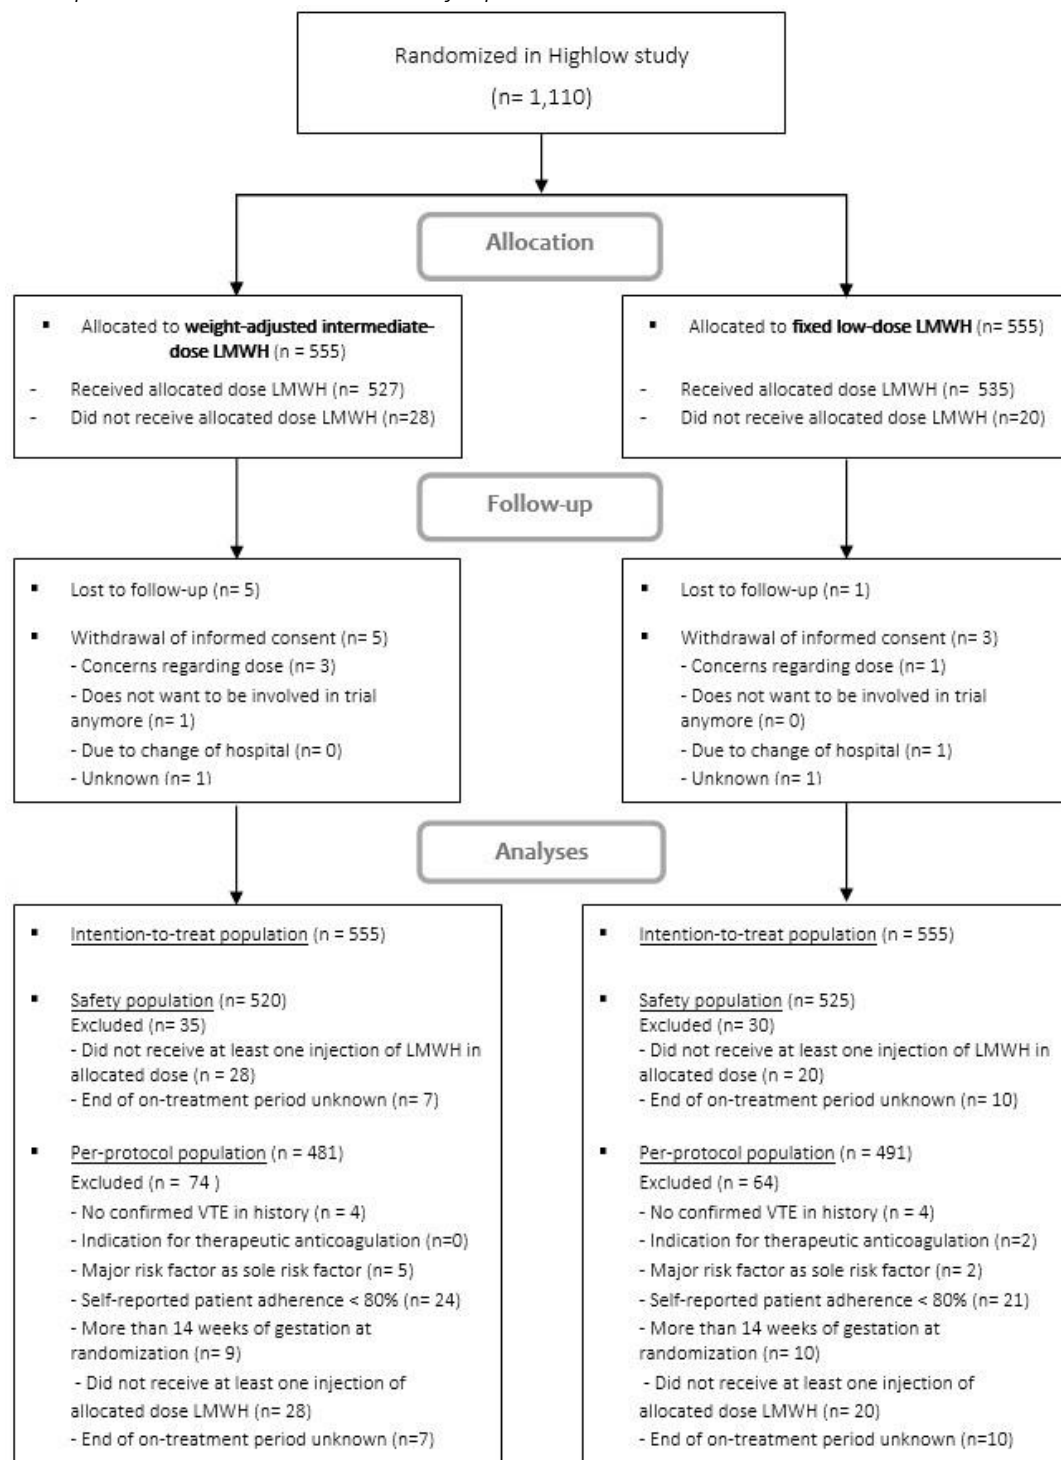 Randomized in Highlow study
(n= 1,110)
Allocation
▪ Allocated to weight-adjusted intermediate-
dose LMWH (n = 555)
- Received allocated dose LMWH (n= 527)
- Did not receive allocated dose LMWH (n=28)
▪ Allocated to fixed low-dose LMWH (n= 555)
- Received allocated dose LMWH (n= 535)
- Did not receive allocated dose LMWH (n=20)
Follow-up
▪ Lost to follow-up (n= 5)
▪ Withdrawal of informed consent (n= 5)
- Concerns regarding dose (n= 3)
- Does not want to be involved in trial
anymore (n= 1)
- Due to change of hospital (n= 0)
- Unknown (n= 1)
▪ Lost to follow-up (n= 1)
▪ Withdrawal of informed consent (n= 3)
- Concerns regarding dose (n= 1)
- Does not want to be involved in trial
anymore (n= 0)
- Due to change of hospital (n= 1)
- Unknown (n= 1)
Analyses
▪ Intention-to-treat population (n = 555)
▪ Safety population (n= 520)
Excluded (n= 35)
- Did not receive at least one injection of LMWH in
allocated dose (n = 28)
- End of on-treatment period unknown (n= 7)
▪ Per-protocol population (n = 481)
Excluded (n = 74 )
- No confirmed VTE in history (n = 4)
- Indication for therapeutic anticoagulation (n=0)
- Major risk factor as sole risk factor (n= 5)
- Self-reported patient adherence < 80% (n= 24)
- More than 14 weeks of gestation at
randomization (n= 9)
- Did not receive at least one injection of
allocated dose LMWH (n= 28)
- End of on-treatment period unknown (n=7)
▪ Intention-to-treat population (n = 555)
▪ Safety population (n= 525)
Excluded (n= 30)
- Did not receive at least one injection of LMWH in
allocated dose (n = 20)
- End of on-treatment period unknown (n= 10)
▪ Per-protocol population (n = 491)
Excluded (n = 64)
- No confirmed VTE in history (n = 4)
- Indication for therapeutic anticoagulation (n=2)
- Major risk factor as sole risk factor (n= 2)
- Self-reported patient adherence < 80% (n= 21)
- More than 14 weeks of gestation at
randomization (n= 10)
- Did not receive at least one injection of
allocated dose LMWH (n= 20)
- End of on-treatment period unknown (n=10)